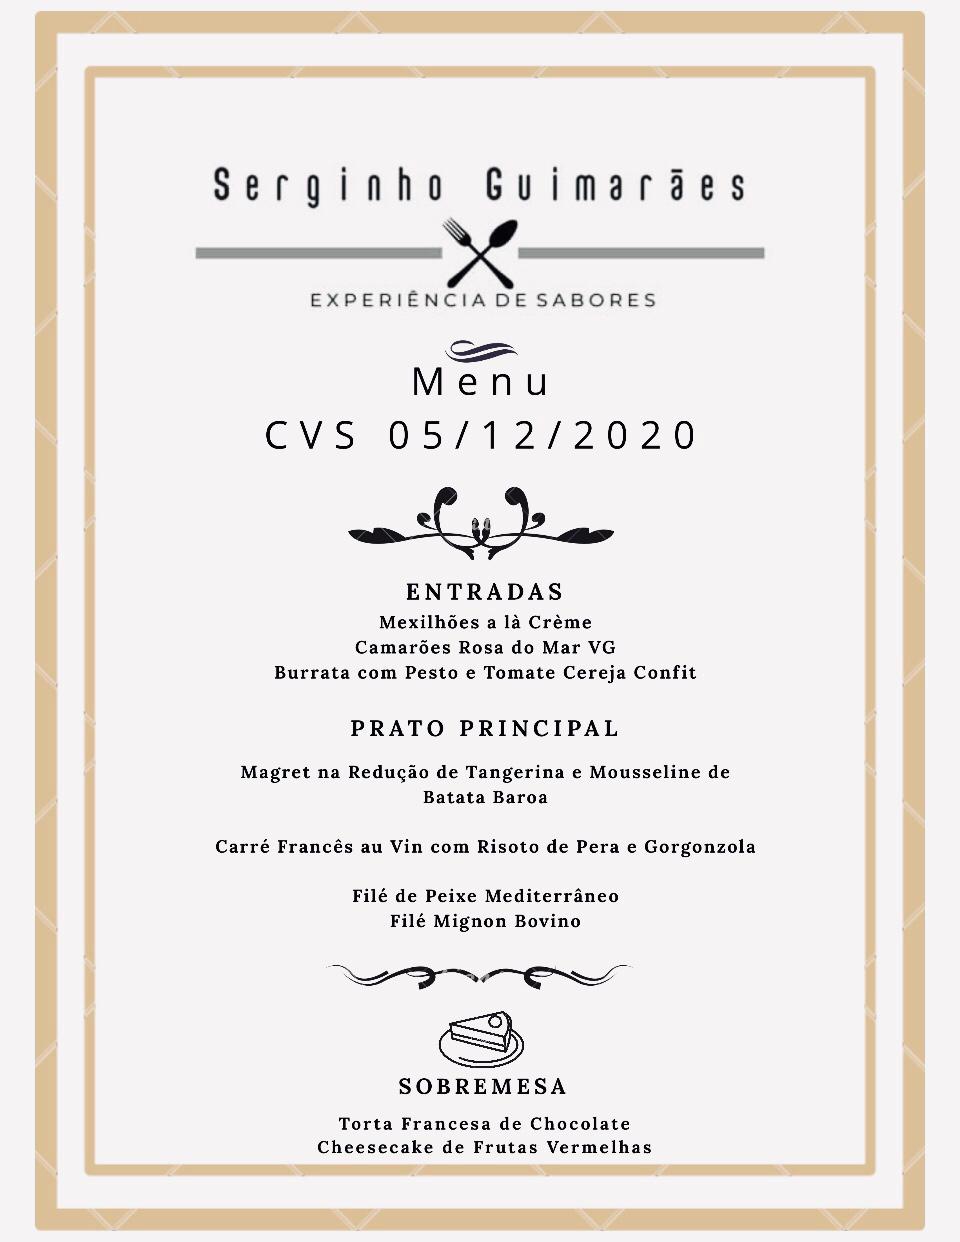 Serginho Guimarães
EXPERIÊNCIA DE SABORES
Menu
CVS 05/12/2020
ENTRADAS
Mexilhões a là Crème
Camarões Rosa do Mar VG
Burrata com Pesto e Tomate Cereja Confit
PRATO PRINCIPAL
Magret na Redução de Tangerina e Mousseline de
Batata Baroa
Carré Francês au Vin com Risoto de Pera e Gorgonzola
Filé de Peixe Mediterrâneo
Filé Mignon Bovino
SOBREMESA
Torta Francesa de Chocolate
Cheesecake de Frutas Vermelhas